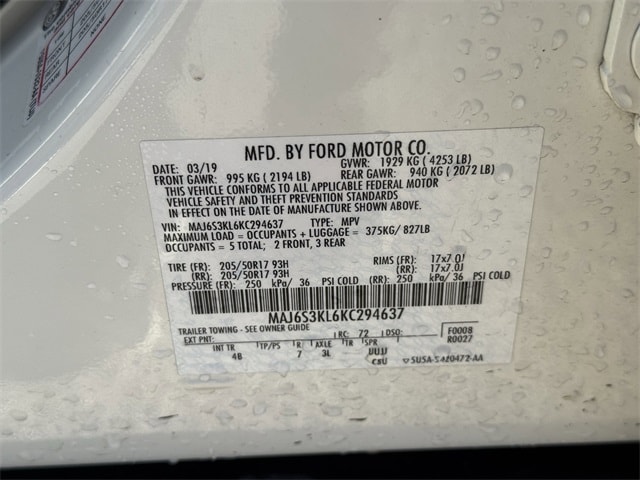 MFD. BY FORD MOTOR CO.
DATE: 03/19 GVWR: 1929 KG ( 4253 LB)
FRONT GAWR: 995 KG ( 2194 LB) REAR GAWR: 940 KG ( 2072 LB)
THIS VEHICLE CONFORMS TO ALL APPLICABLE FEDERAL MOTOR
VEHICLE SAFETY AND THEFT PREVENTION STANDARDS
IN EFFECT ON THE DATE OF MANUFACTURE SHOWN ABOVE.
VIN: MAJ6S3KL6KC294637 TYPE: MPV
MAXIMUM LOAD = OCCUPANTS + LUGGAGE = 375KG/ 827LB
OCCUPANTS = 5 TOTAL; 2 FRONT, 3 REAR
TIRE (FR): 205/50R17 93H RIMS (FR): 17x7.0J
(RR): 205/50R17 93H (RR): 17x7.0J
PRESSURE (FR): 250 kPa/ 36 PSI COLD (RR): 250 kPa/ 36 PSI COLD
MAJ6S3KL6KC294637
TRAILER TOWING - SEE OWNER GUIDE
EXT PNT: RC: 72 DSO: F0008
R0027
INT TR TP/PS R AXLE TR SPR
4B 7 3L